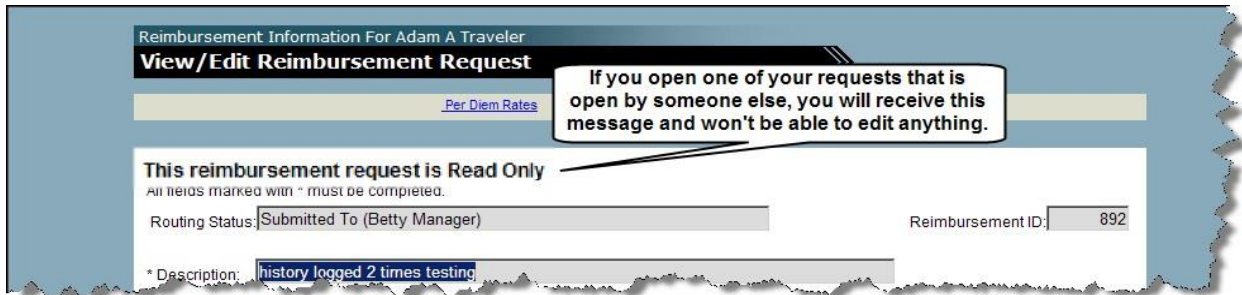 Reimbursement Information For Adam A Traveler
View/Edit Reimbursement Request
If you open one of your requests that is
open by someone else, you will receive this
message and won't be able to edit anything.
Per Diem Rates
This reimbursement request is Read Only
All fields marked with * must be completed.
Routing Status: Submitted To (Betty Manager) Reimbursement ID: 892
* Description: history logged 2 times testing